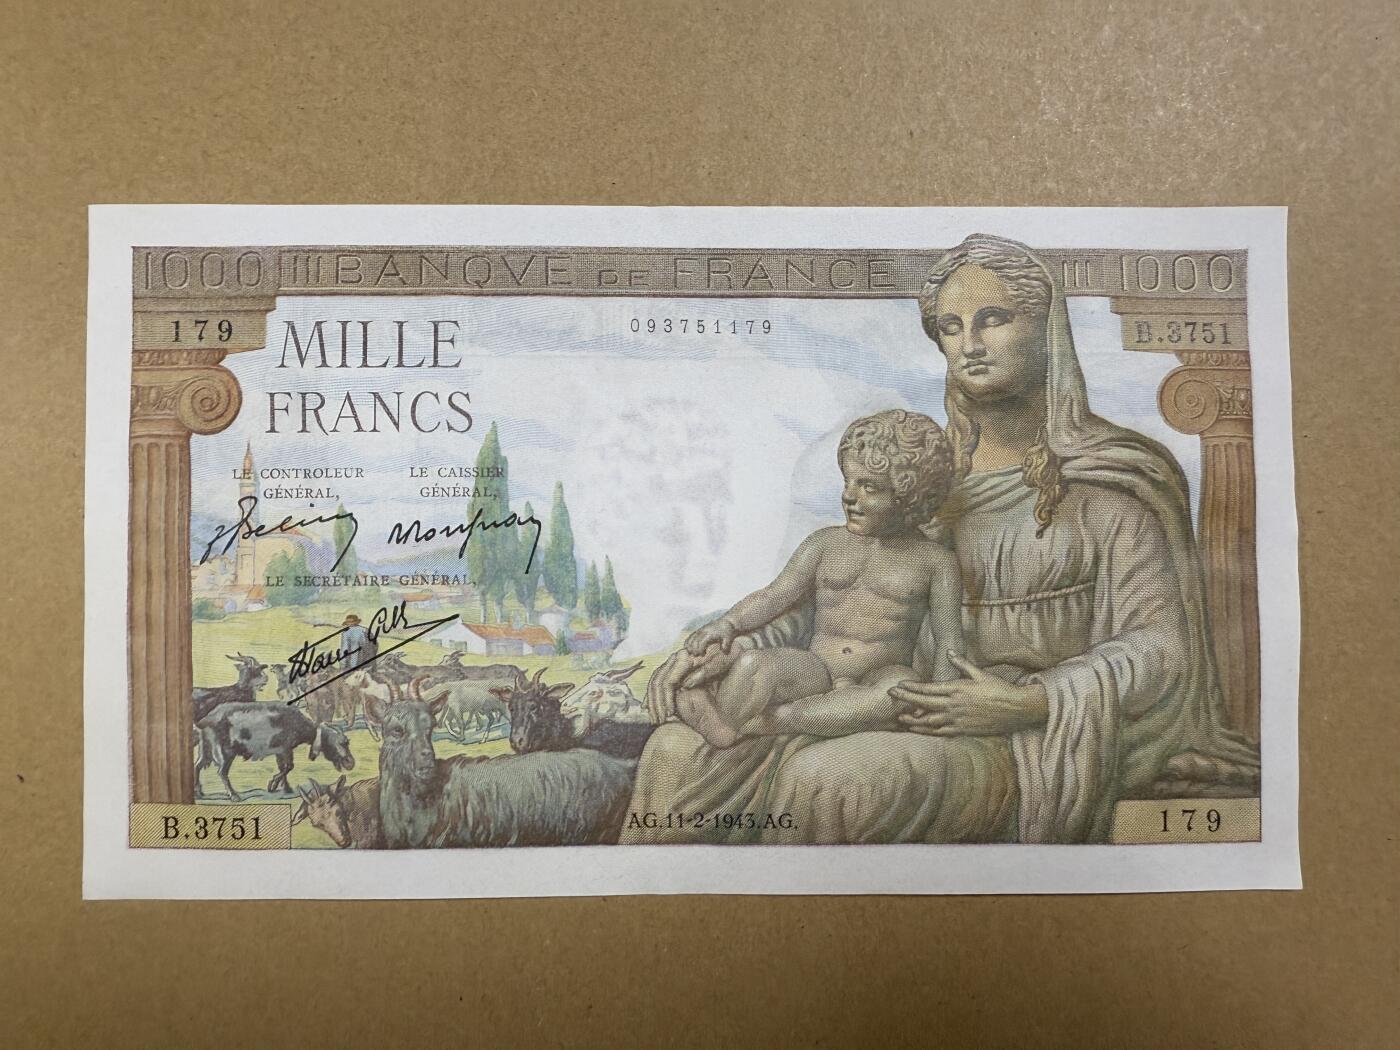 1000 BANQVE DE FRANCE 1000
179
MILLE
FRANCS
093751179
B.3751
LE CONTROLEUR
GÉNÉRAL,
LE CAISSIER
GÉNÉRAL,
LE SECRÉTAIRE GÉNÉRAL,
B.3751
AG.11-2-1943.AG.
179